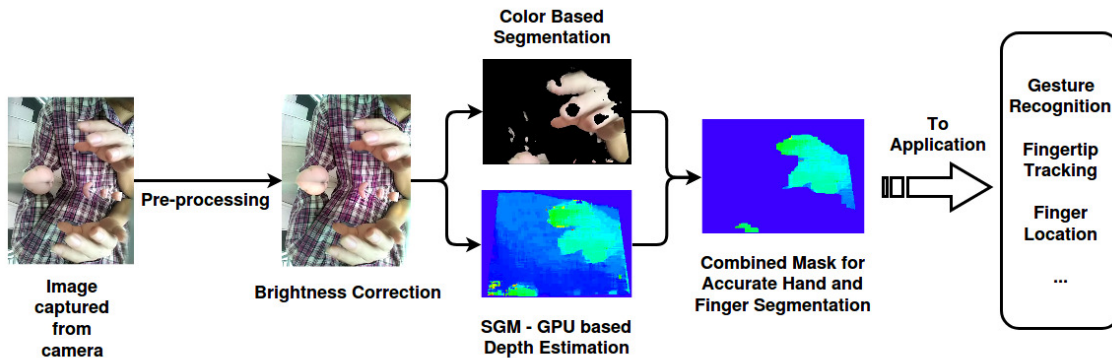 Color Based
Segmentation
Image
captured
from
camera
Pre-processing
Brightness Correction
SGM - GPU based
Depth Estimation
Combined Mask for
Accurate Hand and
Finger Segmentation
To
Application
Gesture
Recognition
Fingertip
Tracking
Finger
Location
...